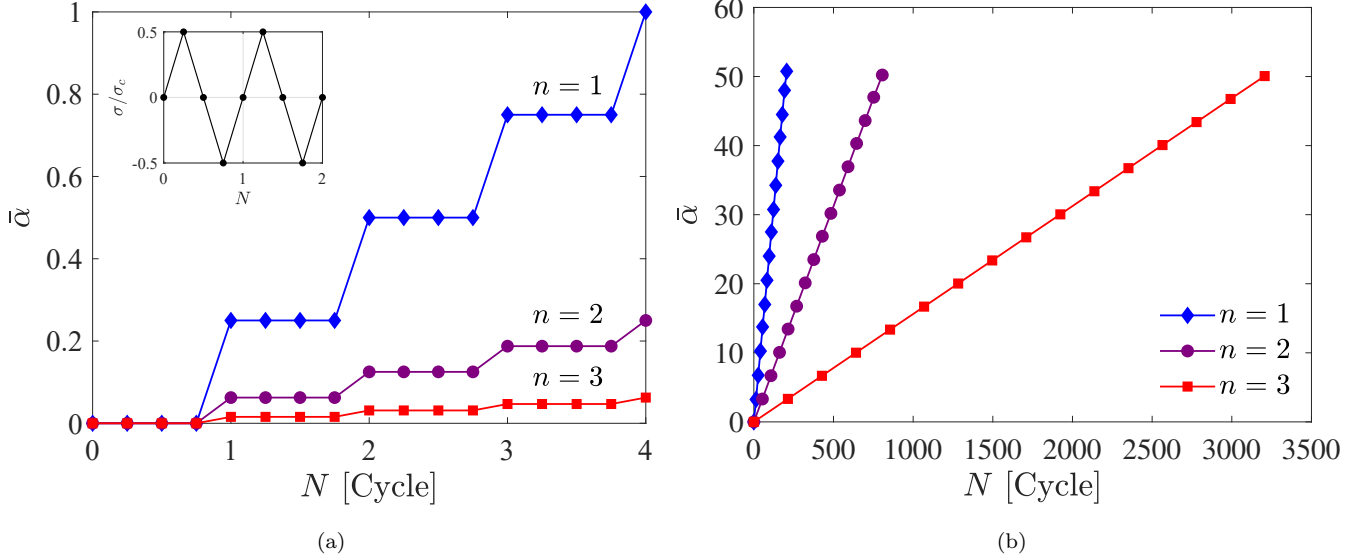 1
0.8
0.6
0.4
0.2
0
ᾱ
0.5
0
-0.5
σ/σc
0 1 2
N
n = 1
n = 2
n = 3
0 1 2 3 4
N [Cycle]
(a)
60
50
40
30
20
10
0
ᾱ
n = 1
n = 2
n = 3
0 500 1000 1500 2000 2500 3000 3500
N [Cycle]
(b)